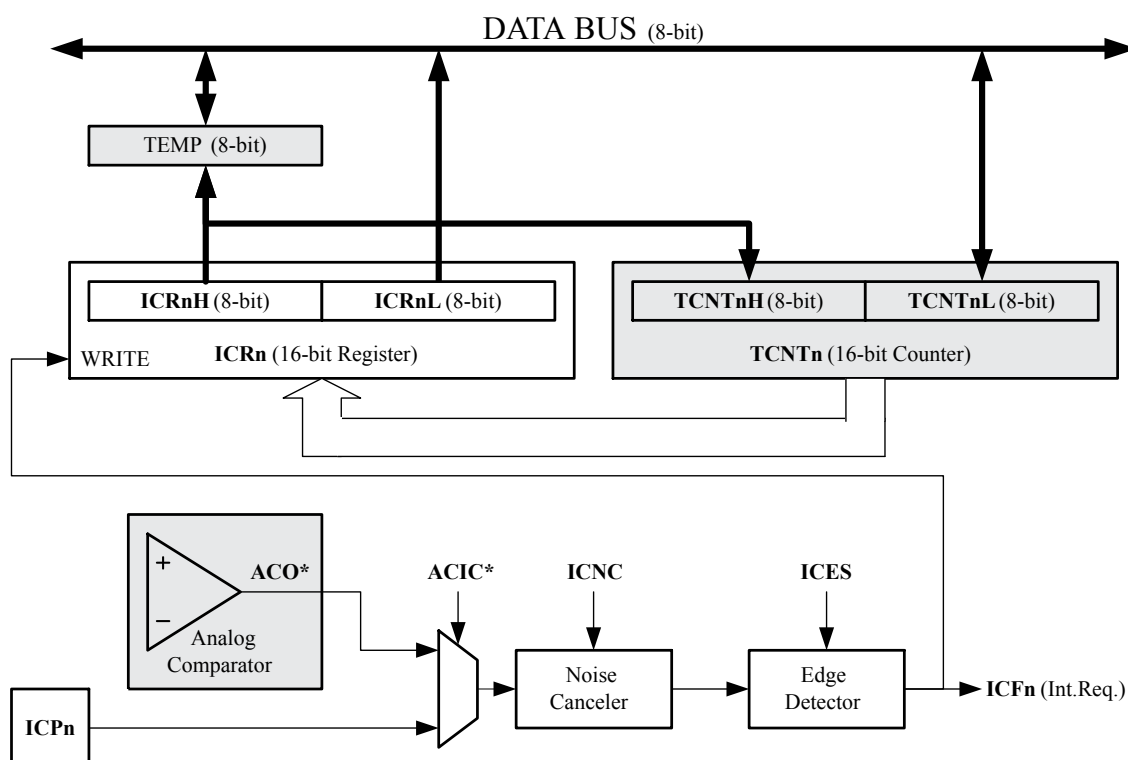 DATA BUS (8-bit)
TEMP (8-bit)
ICRnH (8-bit)
ICRnL (8-bit)
TCNTnH (8-bit)
TCNTnL (8-bit)
WRITE
ICRn (16-bit Register)
TCNTn (16-bit Counter)
+
−
ACO*
Analog
Comparator
ACIC*
ICNC
ICES
Noise
Canceler
Edge
Detector
ICFn (Int.Req.)
ICPn